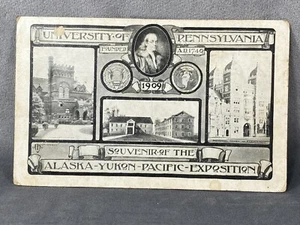 UNIVERSITY·OF PENNSYLVANIA
FOUNDED A.D. 1740
1909
SOUVENIR OF THE
ALASKA-YUKON-PACIFIC-EXPOSITION